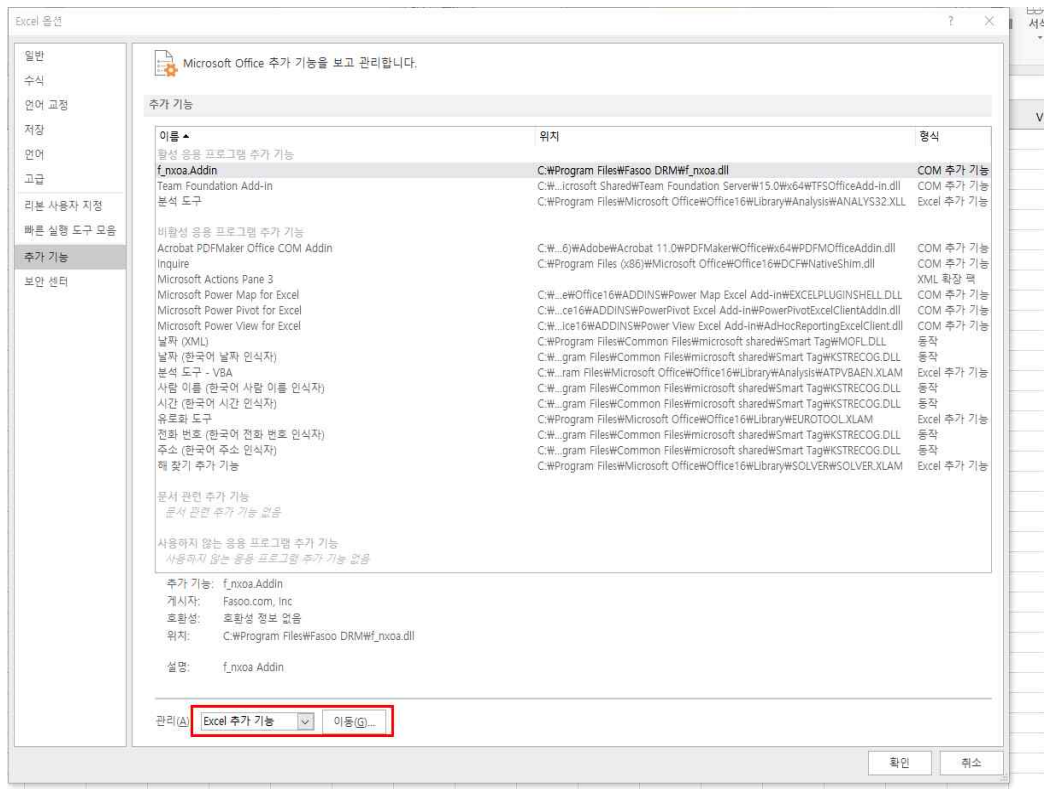 Excel 옵션
? ×
일반
수식
언어 교정
저장
언어
고급
리본 사용자 지정
빠른 실행 도구 모음
추가 기능
보안 센터
Microsoft Office 추가 기능을 보고 관리합니다.
추가 기능
이름 위치 형식
활성 응용 프로그램 추가 기능
f_nxoa.Addin C:₩Program Files₩Fasoo DRM₩f_nxoa.dll COM 추가 기능
Team Foundation Add-in C:₩...icrosoft Shared₩Team Foundation Server₩15.0₩x64₩TFSOfficeAdd-in.dll COM 추가 기능
분석 도구 C:₩Program Files₩Microsoft Office₩Office16₩Library₩Analysis₩ANALYS32.XLL Excel 추가 기능
비활성 응용 프로그램 추가 기능
Acrobat PDFMaker Office COM Addin C:₩...6)₩Adobe₩Acrobat 11.0₩PDFMaker₩Office₩x64₩PDFMOfficeAddin.dll COM 추가 기능
Inquire C:₩Program Files (x86)₩Microsoft Office₩Office16₩DCF₩NativeShim.dll COM 추가 기능
Microsoft Actions Pane 3 XML 확장 팩
Microsoft Power Map for Excel C:₩...e₩Office16₩ADDINS₩Power Map Excel Add-in₩EXCELPLUGINSHELL.DLL COM 추가 기능
Microsoft Power Pivot for Excel C:₩...ce16₩ADDINS₩PowerPivot Excel Add-in₩PowerPivotExcelClientAddIn.dll COM 추가 기능
Microsoft Power View for Excel C:₩...ice16₩ADDINS₩Power View Excel Add-in₩AdHocReportingExcelClient.dll COM 추가 기능
날짜 (XML) C:₩Program Files₩Common Files₩microsoft shared₩Smart Tag₩MOFL.DLL 동작
날짜 (한국어 날짜 인식자) C:₩...gram Files₩Common Files₩microsoft shared₩Smart Tag₩KSTRECOG.DLL 동작
분석 도구 - VBA C:₩...ram Files₩Microsoft Office₩Office16₩Library₩Analysis₩ATPVBAEN.XLAM Excel 추가 기능
사람 이름 (한국어 사람 이름 인식자) C:₩...gram Files₩Common Files₩microsoft shared₩Smart Tag₩KSTRECOG.DLL 동작
시간 (한국어 시간 인식자) C:₩...gram Files₩Common Files₩microsoft shared₩Smart Tag₩KSTRECOG.DLL 동작
유로화 도구 C:₩Program Files₩Microsoft Office₩Office16₩Library₩EUROTOOL.XLAM Excel 추가 기능
전화 번호 (한국어 전화 번호 인식자) C:₩...gram Files₩Common Files₩microsoft shared₩Smart Tag₩KSTRECOG.DLL 동작
주소 (한국어 주소 인식자) C:₩...gram Files₩Common Files₩microsoft shared₩Smart Tag₩KSTRECOG.DLL 동작
해 찾기 추가 기능 C:₩Program Files₩Microsoft Office₩Office16₩Library₩SOLVER₩SOLVER.XLAM Excel 추가 기능
문서 관련 추가 기능
문서 관련 추가 기능 없음
사용하지 않는 응용 프로그램 추가 기능
사용하지 않는 응용 프로그램 추가 기능 없음
추가 기능: f_nxoa.Addin
게시자: Fasoo.com, Inc
호환성: 호환성 정보 없음
위치: C:₩Program Files₩Fasoo DRM₩f_nxoa.dll
설명: f_nxoa Addin
관리(A) Excel 추가 기능 이동(G)...
확인 취소
V